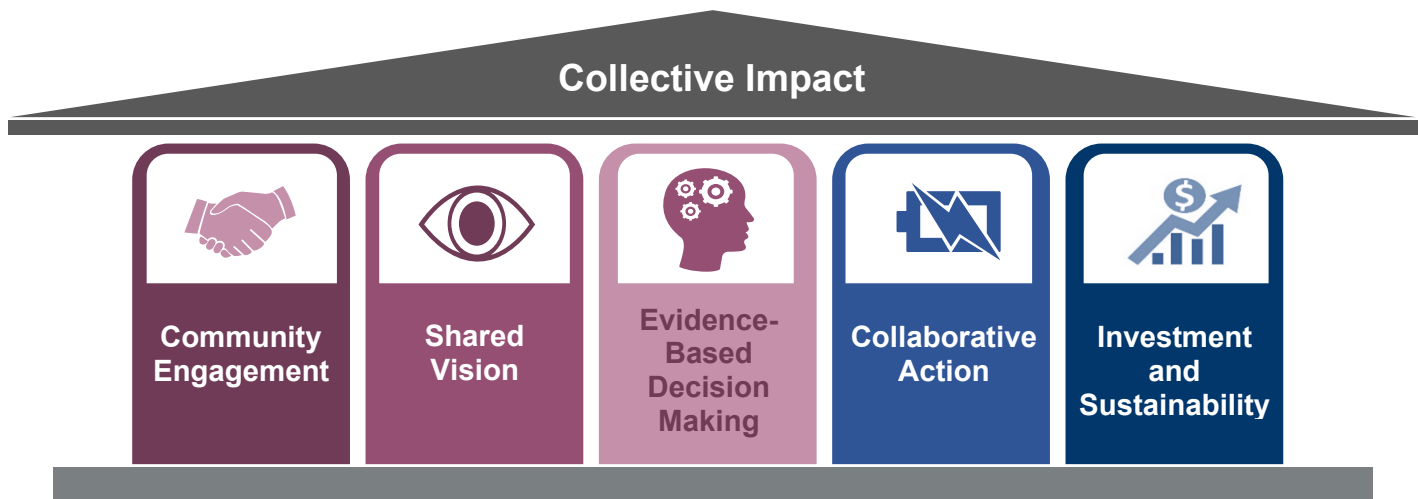 Collective Impact
$
Community
Engagement
Shared
Vision
Evidence-
Based
Decision
Making
Collaborative
Action
Investment
and
Sustainability